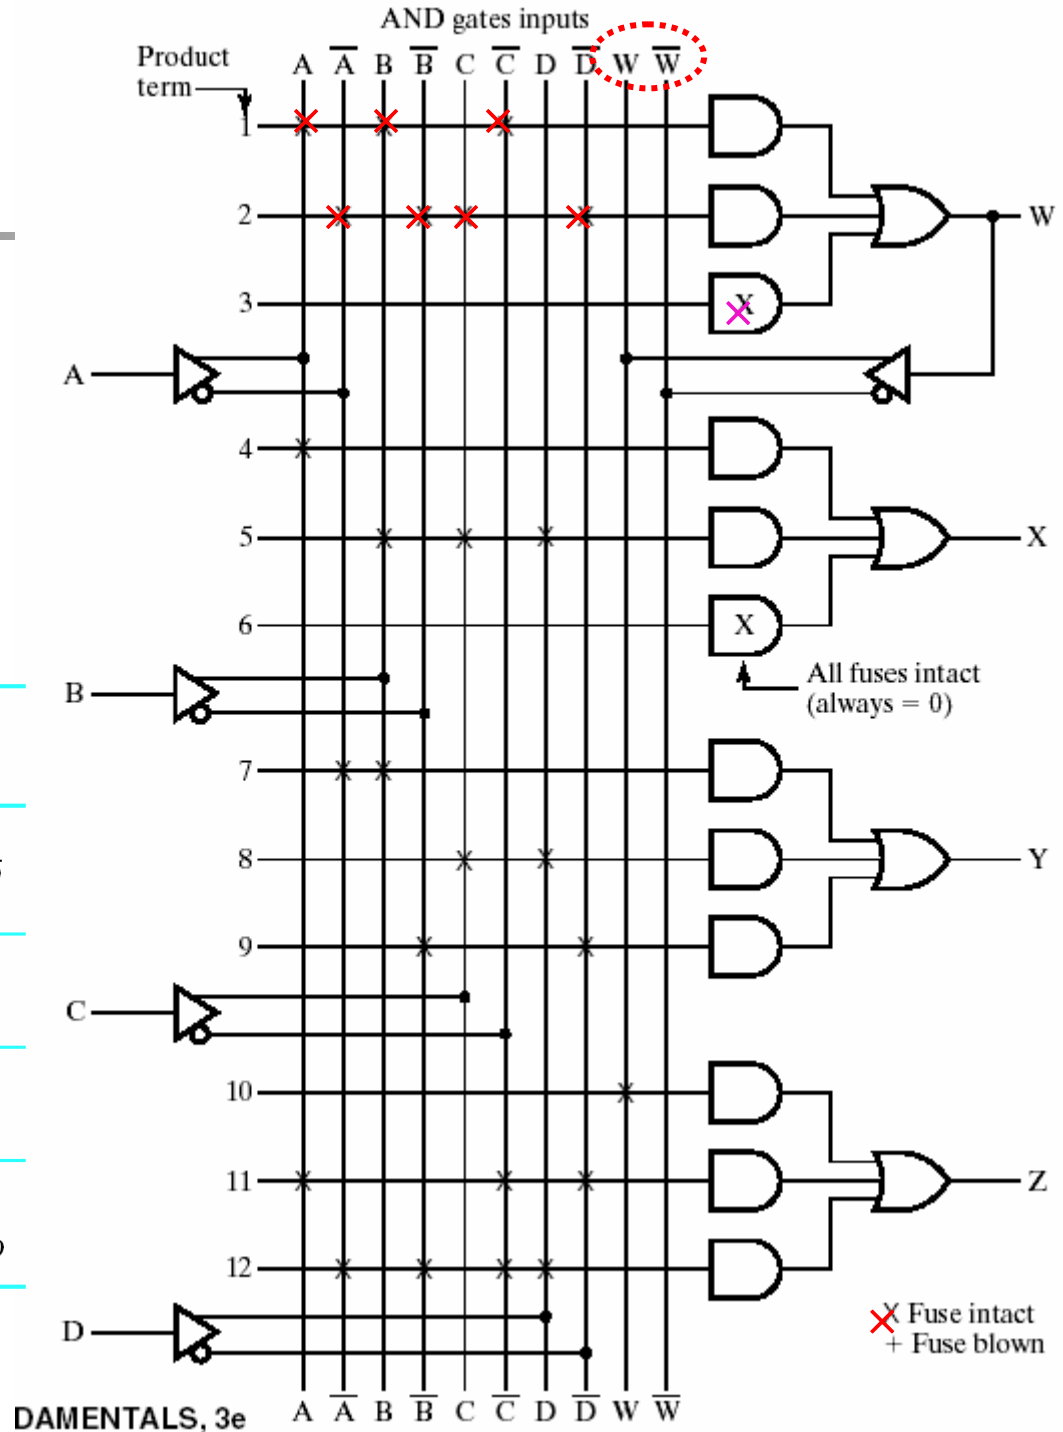 AND gates inputs
Product
term
A A̅ B B̅ C C̅ D D̅ W W̅
1
2
W
3
X
A
4
5
X
6
X
All fuses intact
(always = 0)
B
7
8
Y
9
C
10
11
Z
12
X Fuse intact
+ Fuse blown
D
A A̅ B B̅ C C̅ D D̅ W W̅
DAMENTALS, 3e